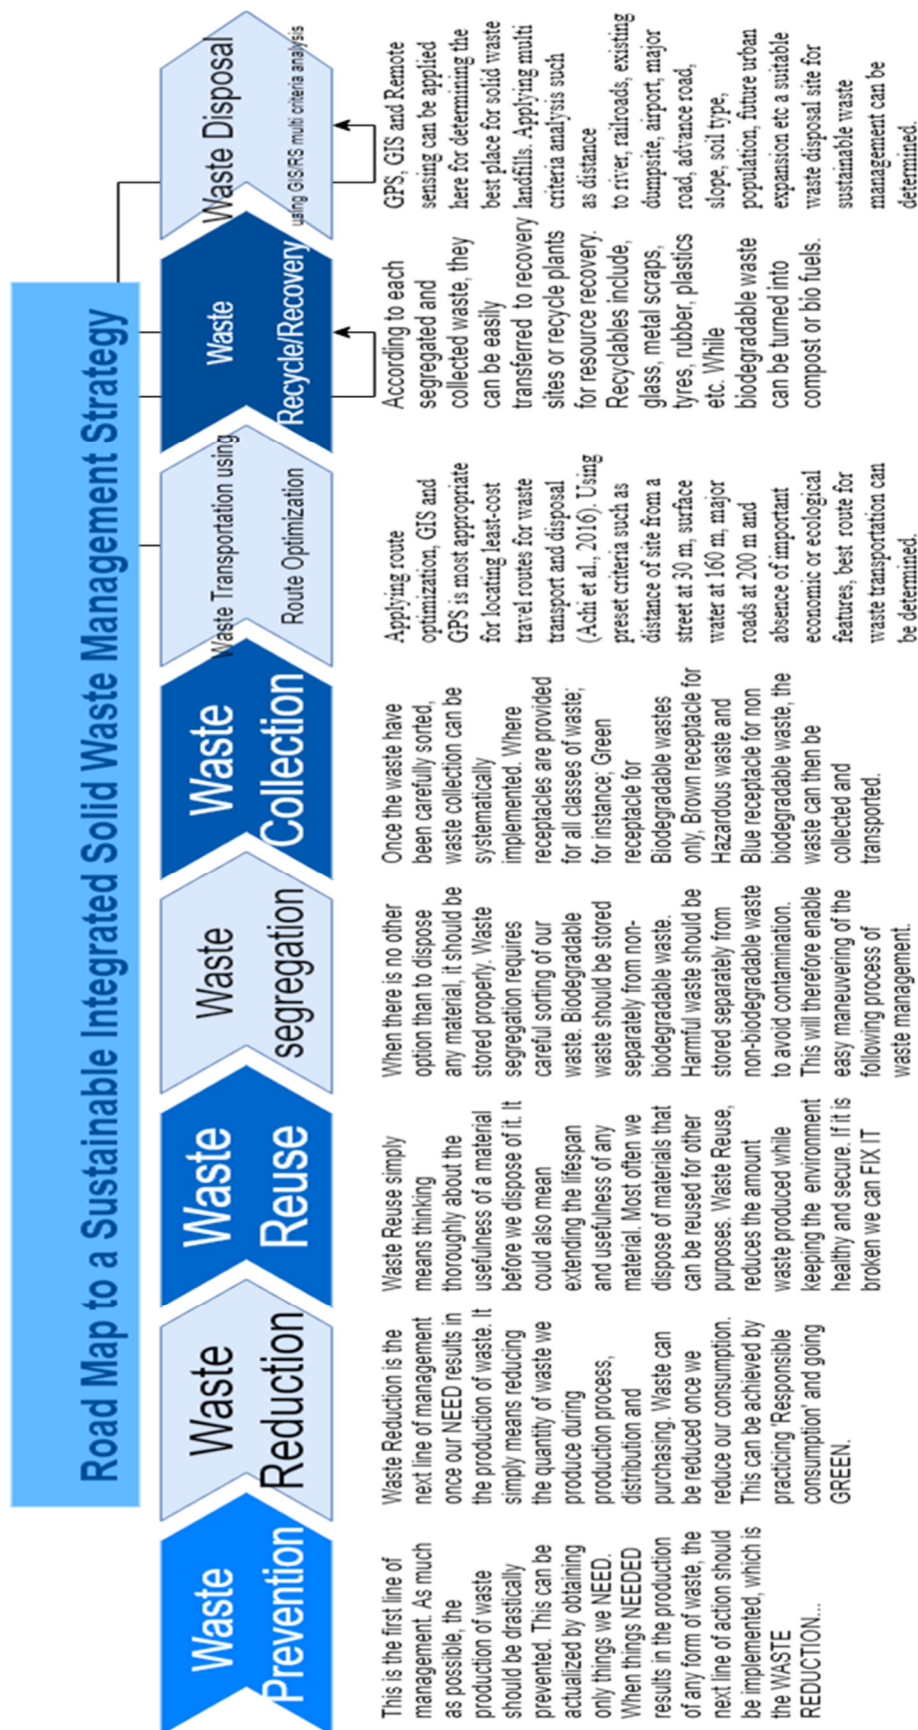 Road Map to a Sustainable Integrated Solid Waste Management Strategy
Waste
Prevention
This is the first line of
management. As much
as possible, the
production of waste
should be drastically
prevented. This can be
actualized by obtaining
only things we NEED.
When things NEEDED
results in the production
of any form of waste, the
next line of action should
be implemented, which is
the WASTE
REDUCTION...
Waste
Reduction
Waste Reduction is the
next line of management
once our NEED results in
the production of waste. It
simply means reducing
the quantity of waste we
produce during
production process,
distribution and
purchasing. Waste can
be reduced once we
reduce our consumption.
This can be achieved by
practicing 'Responsible
consumption' and going
GREEN.
Waste
Reuse
Waste Reuse simply
means thinking
thoroughly about the
usefulness of a material
before we dispose of it. It
could also mean
extending the lifespan
and usefulness of any
material. Most often we
dispose of materials that
can be reused for other
purposes. Waste Reuse,
reduces the amount
waste produced while
keeping the environment
healthy and secure. If it is
broken we can FIX IT
Waste
segregation
When there is no other
option than to dispose
any material, it should be
stored properly. Waste
segregation requires
careful sorting of our
waste. Biodegradable
waste should be stored
separately from non-
biodegradable waste.
Harmful waste should be
stored separately from
non-biodegradable waste
to avoid contamination.
This will therefore enable
easy maneuvering of the
following process of
waste management.
Waste
Collection
Once the waste have
been carefully sorted,
waste collection can be
systematically
implemented. Where
receptacles are provided
for all classes of waste;
for instance; Green
receptacle for
Biodegradable wastes
only, Brown receptacle for
Hazardous waste and
Blue receptacle for non
biodegradable waste, the
waste can then be
collected and
transported.
Waste Transportation using
Route Optimization
Applying route
optimization, GIS and
GPS is most appropriate
for locating least-cost
travel routes for waste
transport and disposal
(Achi et al., 2016). Using
preset criteria such as
distance of site from a
street at 30 m, surface
water at 160 m, major
roads at 200 m and
absence of important
economic or ecological
features, best route for
waste transportation can
be determined.
Waste
Recycle/Recovery
According to each
segregated and
collected waste, they
can be easily
transferred to recovery
sites or recycle plants
for resource recovery.
Recyclables include,
glass, metal scraps,
tyres, rubber, plastics
etc. While
biodegradable waste
can be turned into
compost or bio fuels.
Waste Disposal
using GIS/RS multi criteria analysis
GPS, GIS and Remote
sensing can be applied
here for determining the
best place for solid waste
landfills. Applying multi
criteria analysis such
as distance
to river, railroads, existing
dumpsite, airport, major
road, advance road,
slope, soil type,
population, future urban
expansion etc a suitable
waste disposal site for
sustainable waste
management can be
determined.